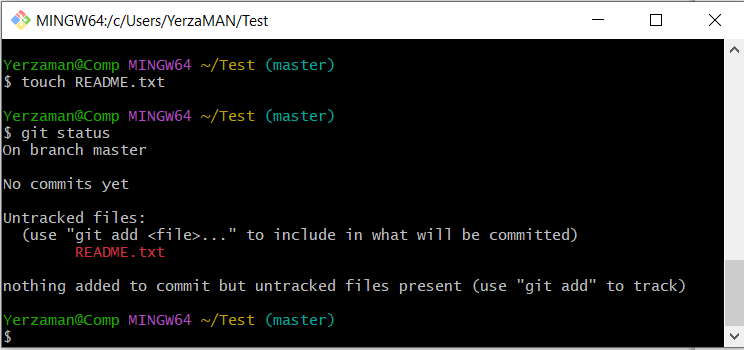 MINGW64:/c/Users/YerzaMAN/Test
Yerzaman@Comp MINGW64 ~/Test (master)
$ touch README.txt
Yerzaman@Comp MINGW64 ~/Test (master)
$ git status
On branch master
No commits yet
Untracked files:
(use "git add <file>..." to include in what will be committed)
README.txt
nothing added to commit but untracked files present (use "git add" to track)
Yerzaman@Comp MINGW64 ~/Test (master)
$